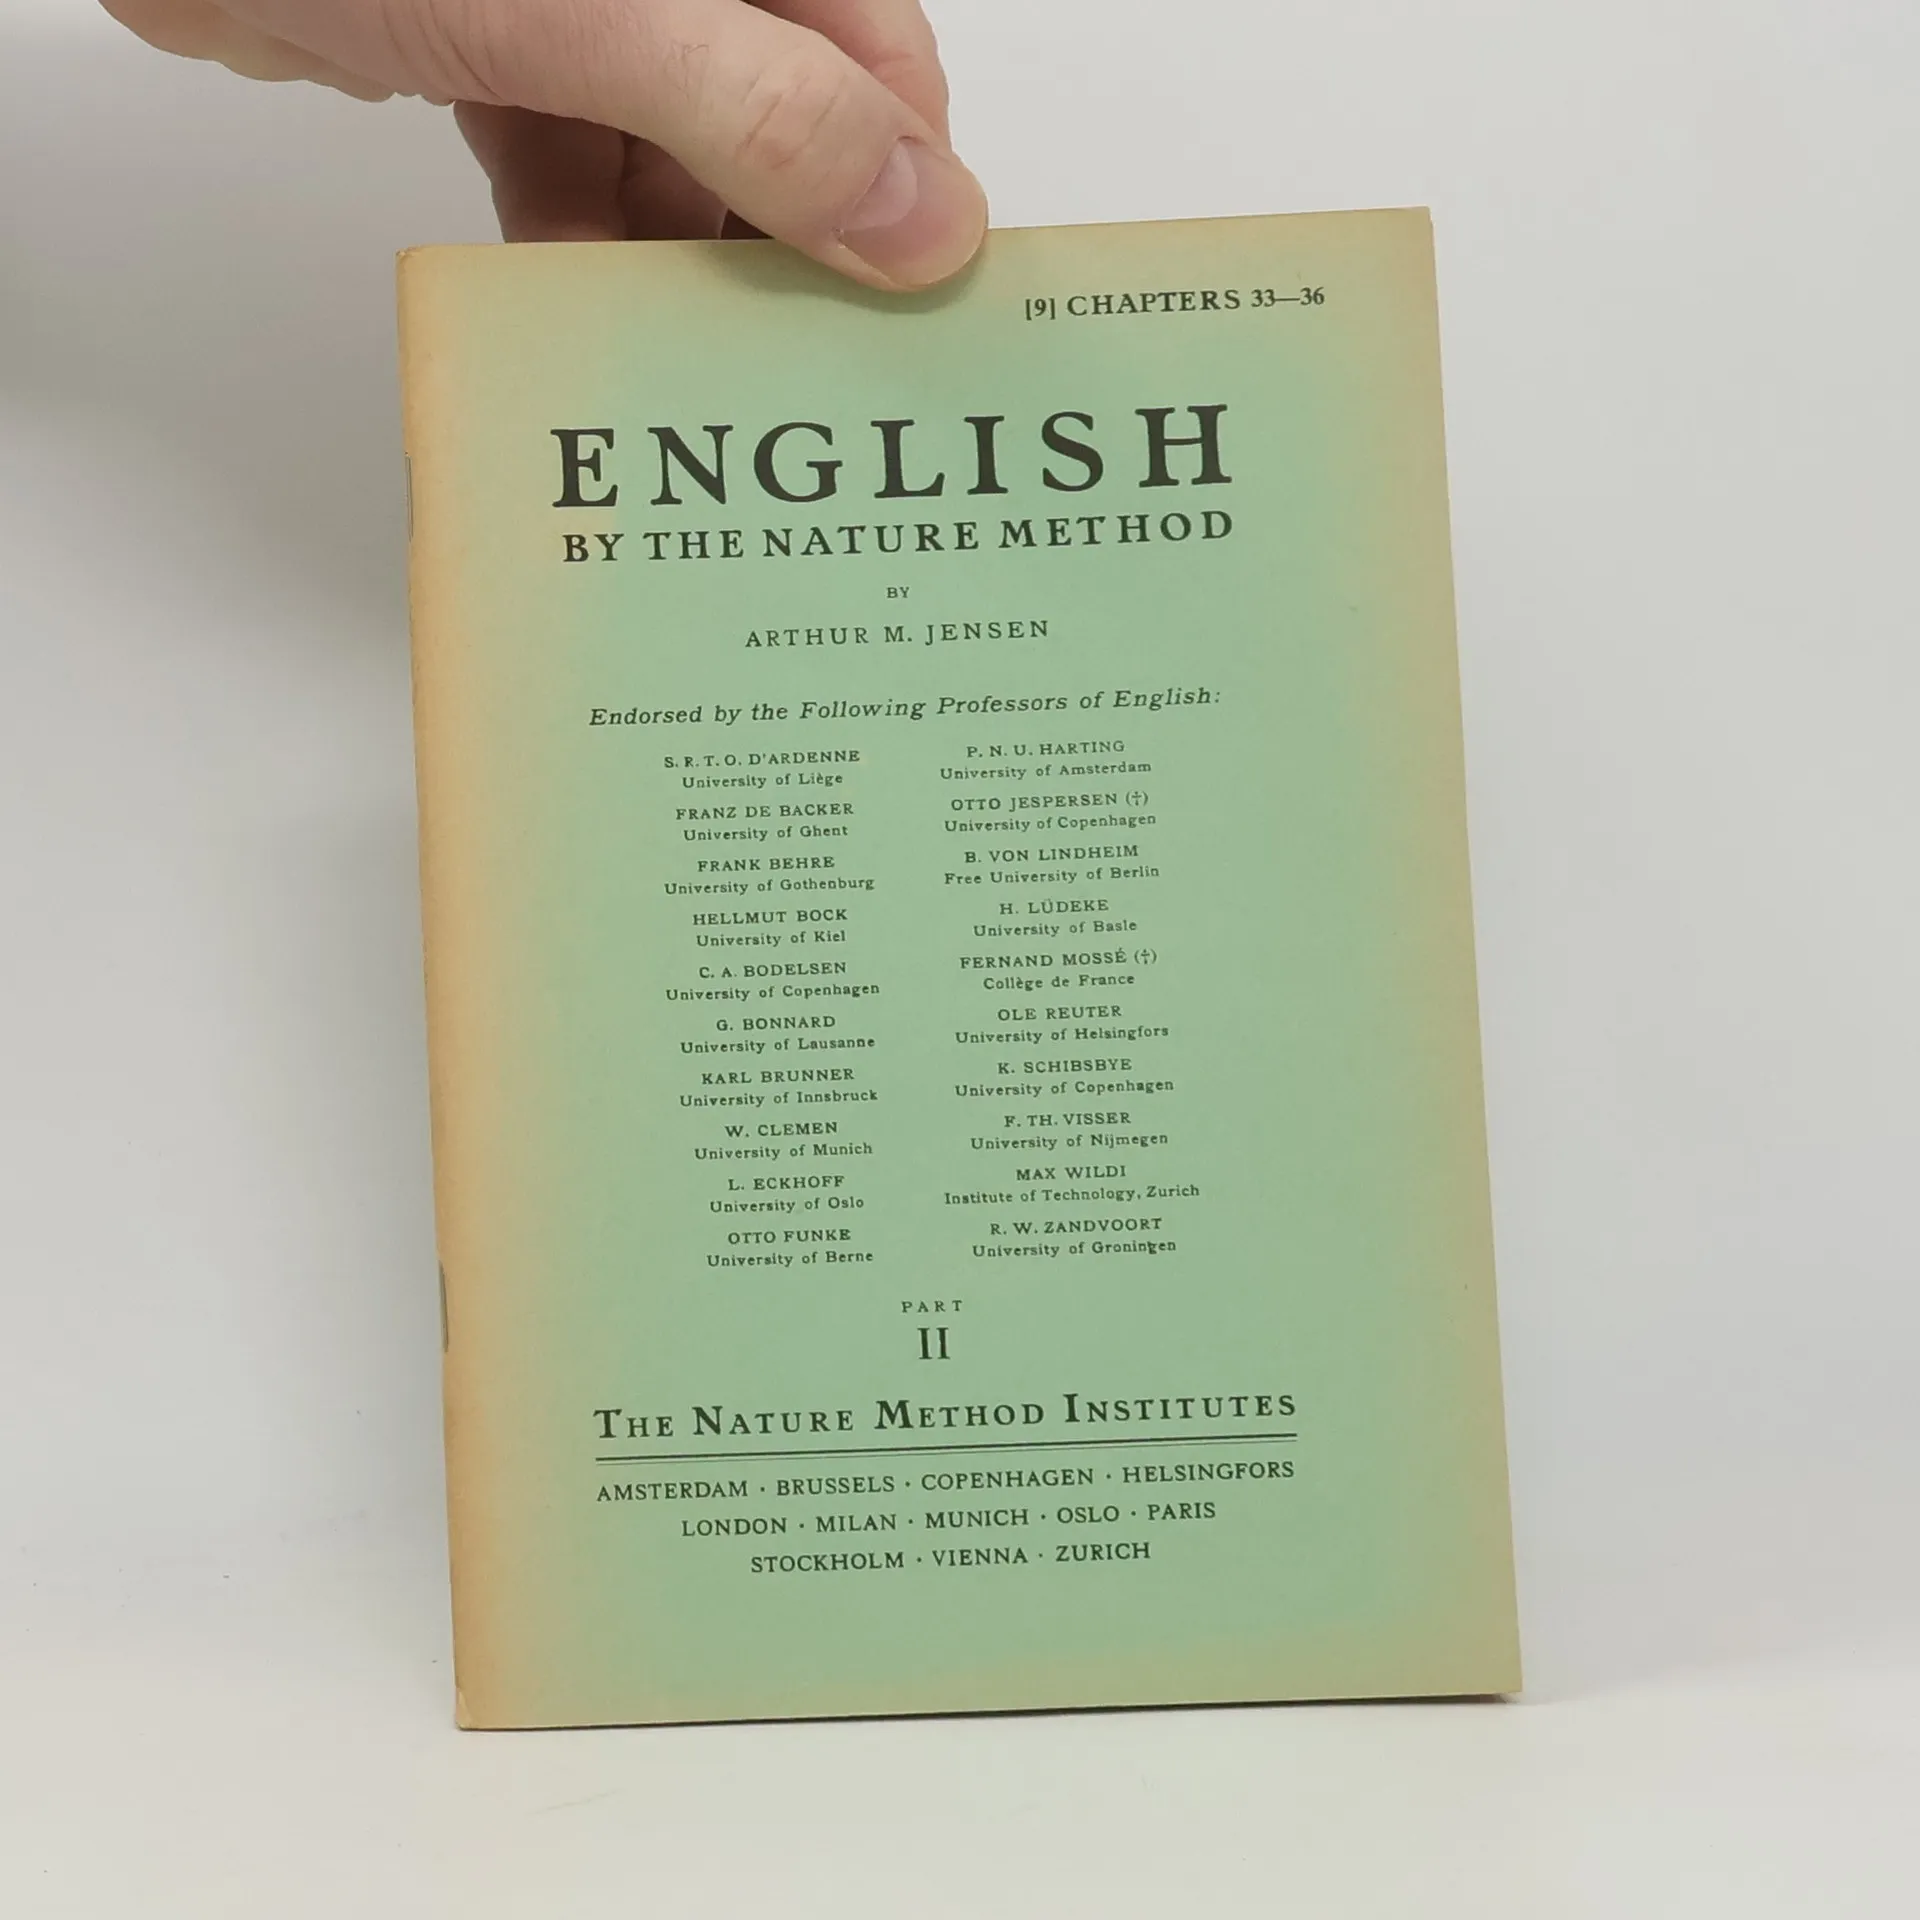 [9] CHAPTERS 33—36
ENGLISH
BY THE NATURE METHOD
BY
ARTHUR M. JENSEN
Endorsed by the Following Professors of English:
S. R. T. O. D'ARDENNE
University of Liège
FRANZ DE BACKER
University of Ghent
FRANK BEHRE
University of Gothenburg
HELLMUT BOCK
University of Kiel
C. A. BODELSEN
University of Copenhagen
G. BONNARD
University of Lausanne
KARL BRUNNER
University of Innsbruck
W. CLEMEN
University of Munich
L. ECKHOFF
University of Oslo
OTTO FUNKE
University of Berne
P. N. U. HARTING
University of Amsterdam
OTTO JESPERSEN (†)
University of Copenhagen
B. VON LINDHEIM
Free University of Berlin
H. LÜDEKE
University of Basle
FERNAND MOSSÉ (†)
Collège de France
OLE REUTER
University of Helsingfors
K. SCHIBSBYE
University of Copenhagen
F. TH. VISSER
University of Nijmegen
MAX WILDI
Institute of Technology, Zurich
R. W. ZANDVOORT
University of Groningen
PART
II
THE NATURE METHOD INSTITUTES
AMSTERDAM · BRUSSELS · COPENHAGEN · HELSINGFORS
LONDON · MILAN · MUNICH · OSLO · PARIS
STOCKHOLM · VIENNA · ZURICH